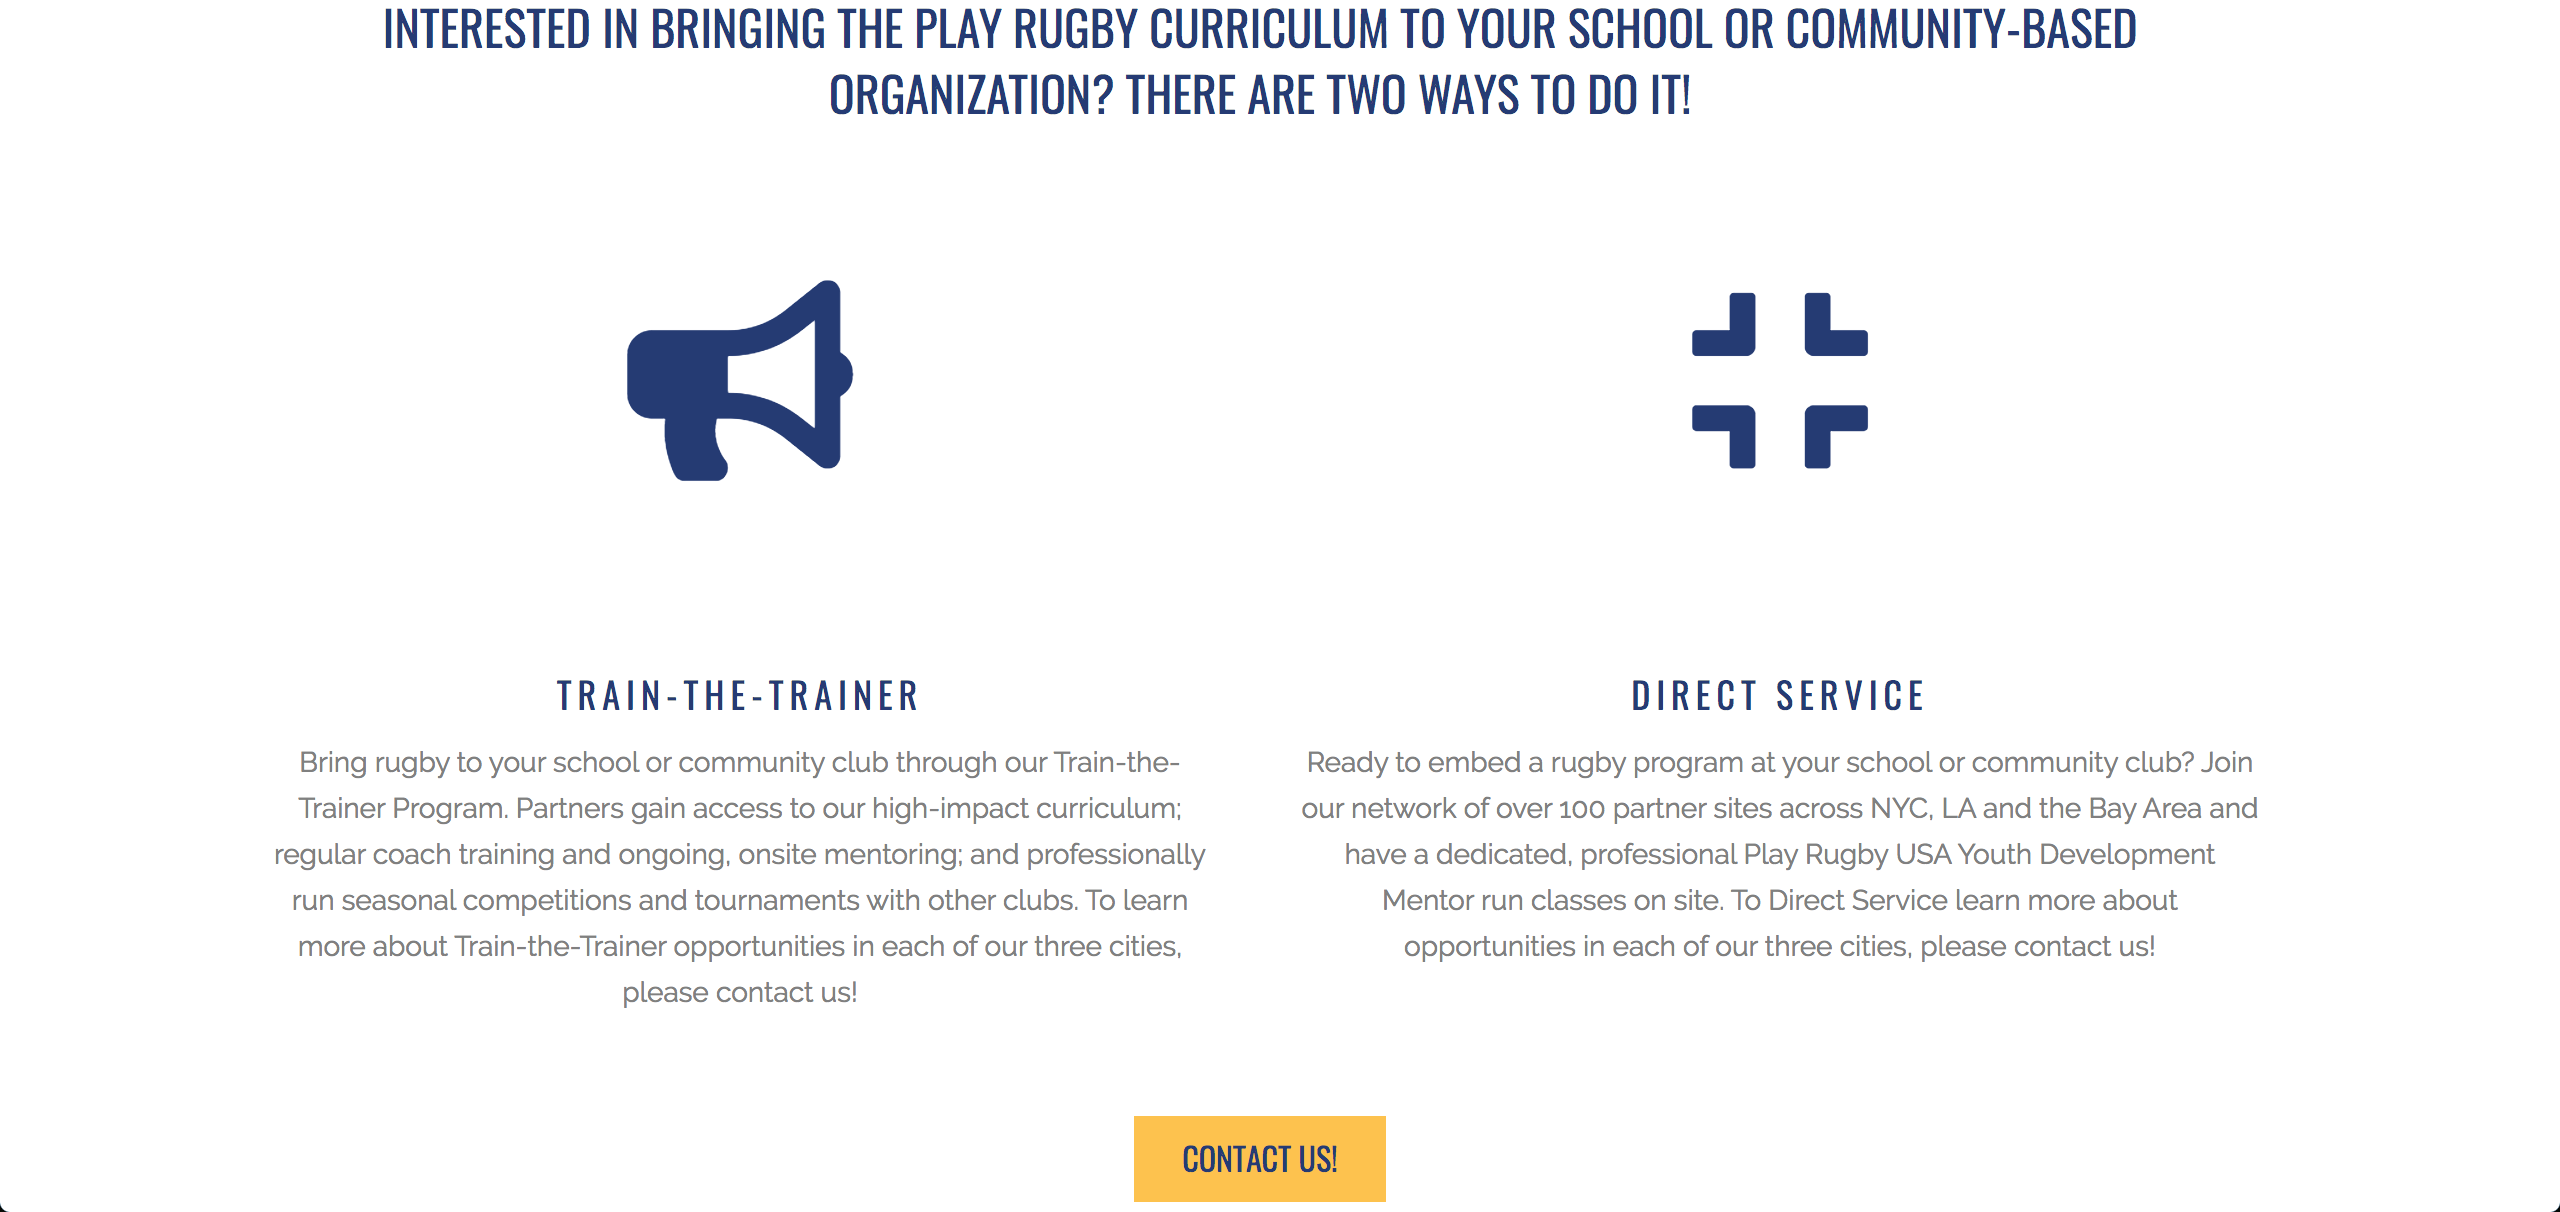 INTERESTED IN BRINGING THE PLAY RUGBY CURRICULUM TO YOUR SCHOOL OR COMMUNITY-BASED
ORGANIZATION? THERE ARE TWO WAYS TO DO IT!
TRAIN-THE-TRAINER
Bring rugby to your school or community club through our Train-the-
Trainer Program. Partners gain access to our high-impact curriculum;
regular coach training and ongoing, onsite mentoring; and professionally
run seasonal competitions and tournaments with other clubs. To learn
more about Train-the-Trainer opportunities in each of our three cities,
please contact us!
DIRECT SERVICE
Ready to embed a rugby program at your school or community club? Join
our network of over 100 partner sites across NYC, LA and the Bay Area and
have a dedicated, professional Play Rugby USA Youth Development
Mentor run classes on site. To Direct Service learn more about
opportunities in each of our three cities, please contact us!
CONTACT US!